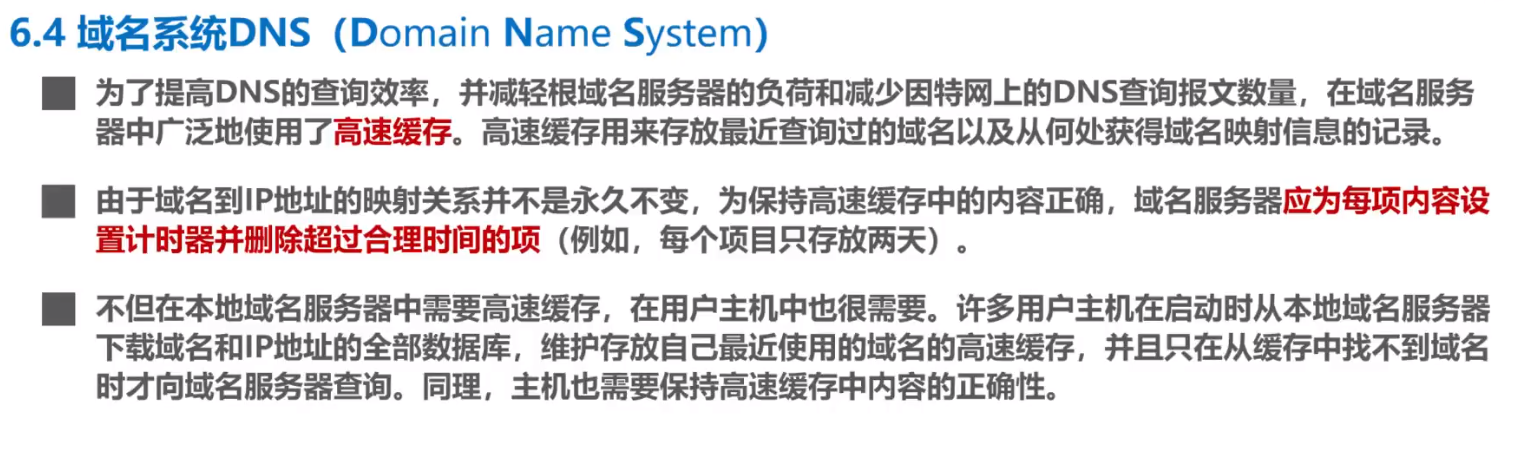 6.4 域名系统DNS（Domain Name System）
为了提高DNS的查询效率，并减轻根域名服务器的负荷和减少因特网上的DNS查询报文数量，在域名服务
器中广泛地使用了高速缓存。高速缓存用来存放最近查询过的域名以及从何处获得域名映射信息的记录。
由于域名到IP地址的映射关系并不是永久不变，为保持高速缓存中的内容正确，域名服务器应为每项内容设
置计时器并删除超过合理时间的项（例如，每个项目只存放两天）。
不但在本地域名服务器中需要高速缓存，在用户主机中也很需要。许多用户主机在启动时从本地域名服务器
下载域名和IP地址的全部数据库，维护存放自己最近使用的域名的高速缓存，并且只在从缓存中找不到域名
时才向域名服务器查询。同理，主机也需要保持高速缓存中内容的正确性。